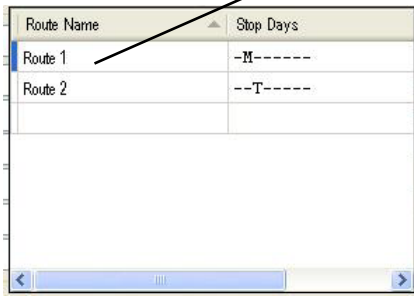 Route Name Stop Days
Route 1 -M------
Route 2 --T-----